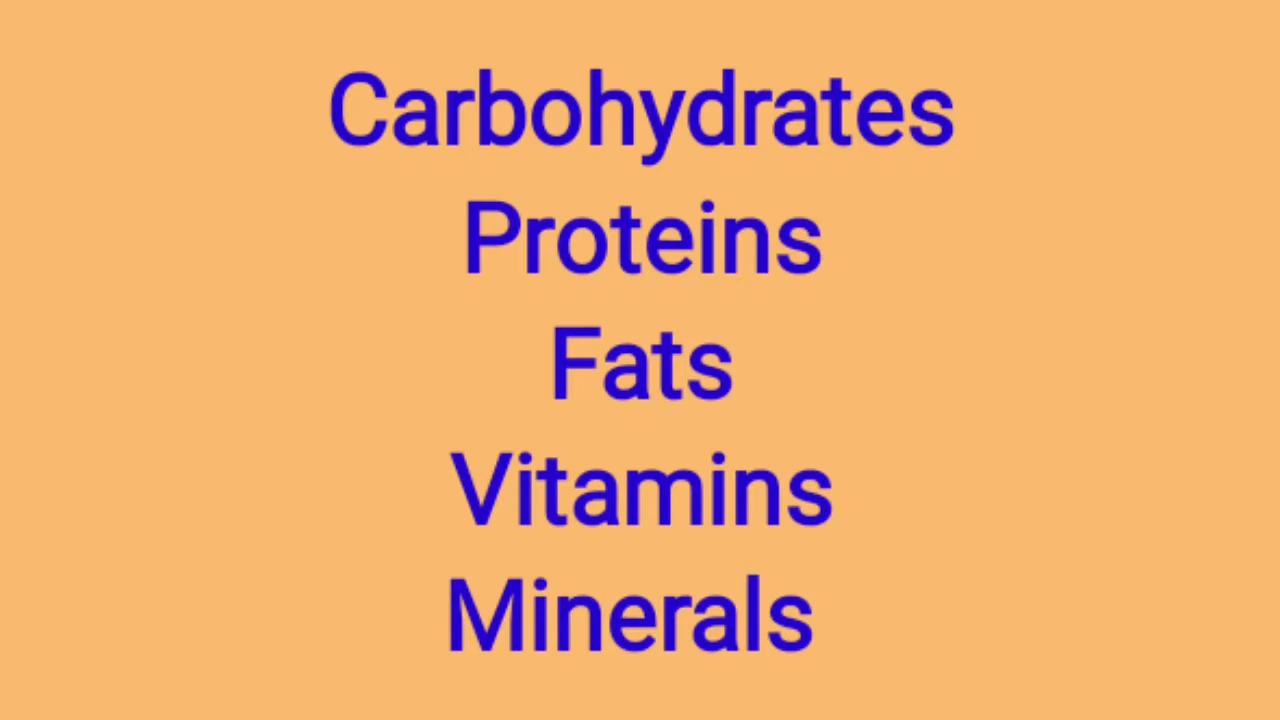 Carbohydrates
Proteins
Fats
Vitamins
Minerals